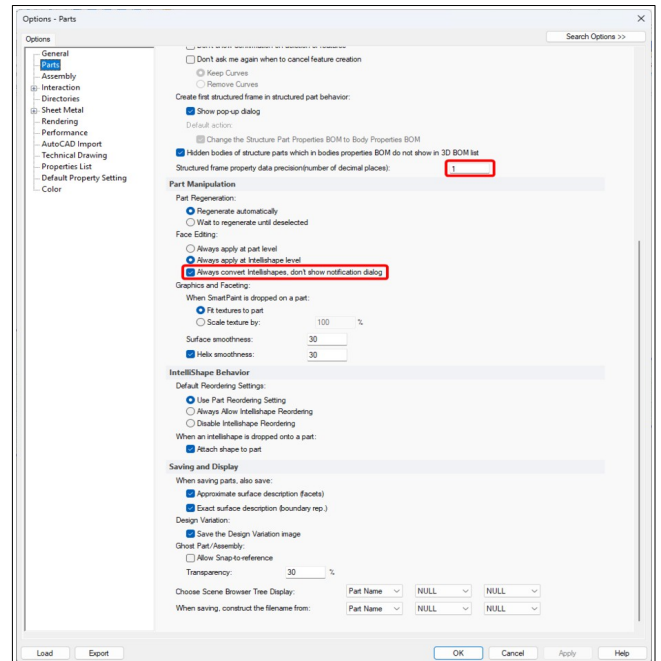 Options - Parts
Search Options >>
Options
General
Parts
Assembly
Interaction
Directories
Sheet Metal
Rendering
Performance
AutoCAD Import
Technical Drawing
Properties List
Default Property Setting
Color
Don't ask me again when to cancel feature creation
Keep Curves
Remove Curves
Create first structured frame in structured part behavior:
Show pop-up dialog
Default action:
Change the Structure Part Properties BOM to Body Properties BOM
Hidden bodies of structure parts which in bodies properties BOM do not show in 3D BOM list
Structured frame property data precision(number of decimal places): 1
Part Manipulation
Part Regeneration:
Regenerate automatically
Wait to regenerate until deselected
Face Editing:
Always apply at part level
Always apply at Intellishape level
Always convert Intellishapes, don't show notification dialog
Graphics and Faceting:
When SmartPaint is dropped on a part:
Fit textures to part
Scale texture by: 100 %
Surface smoothness: 30
Helix smoothness: 30
IntelliShape Behavior
Default Reordering Settings:
Use Part Reordering Setting
Always Allow Intellishape Reordering
Disable Intellishape Reordering
When an intellishape is dropped onto a part:
Attach shape to part
Saving and Display
When saving parts, also save:
Approximate surface description (facets)
Exact surface description (boundary rep.)
Design Variation:
Save the Design Variation image
Ghost Part/Assembly:
Allow Snap-to-reference
Transparency: 30 %
Choose Scene Browser Tree Display: Part Name NULL NULL
When saving, construct the filename from: Part Name NULL NULL
Load Export OK Cancel Apply Help